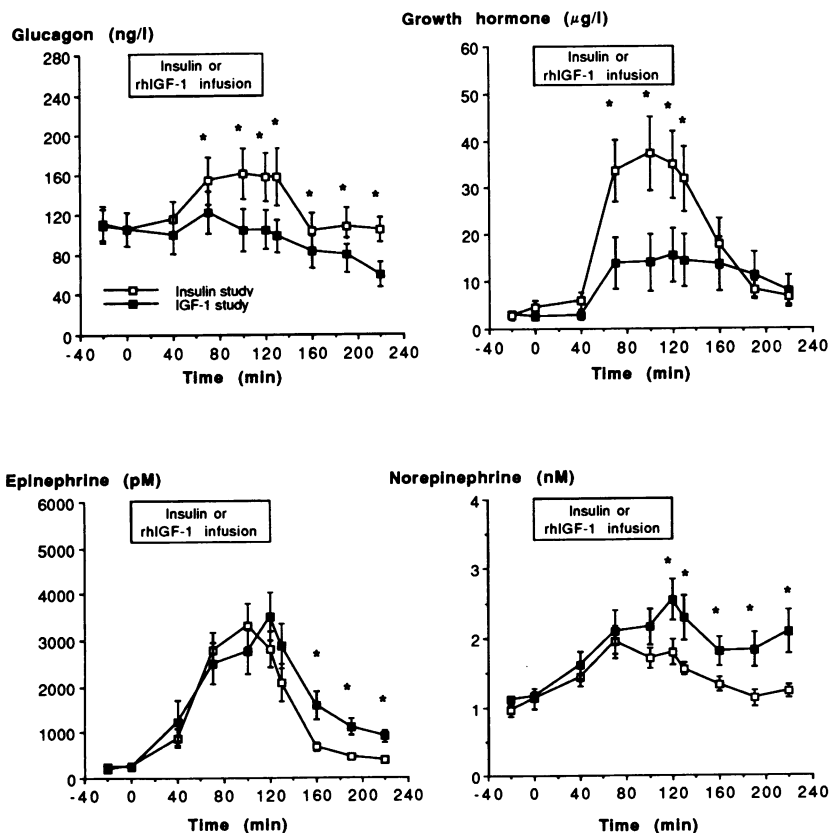 Glucagon (ng/l)
280
240
200
160
120
80
40
0
Insulin or
rhIGF-1 infusion
* * * * * * *
Insulin study
IGF-1 study
-40 0 40 80 120 160 200 240
Time (min)
Growth hormone (µg/l)
60
50
40
30
20
10
0
Insulin or
rhIGF-1 infusion
* * * *
-40 0 40 80 120 160 200 240
Time (min)
Epinephrine (pM)
6000
5000
4000
3000
2000
1000
0
Insulin or
rhIGF-1 infusion
* * *
-40 0 40 80 120 160 200 240
Time (min)
Norepinephrine (nM)
4
3
2
1
0
Insulin or
rhIGF-1 infusion
* * * * *
-40 0 40 80 120 160 200 240
Time (min)